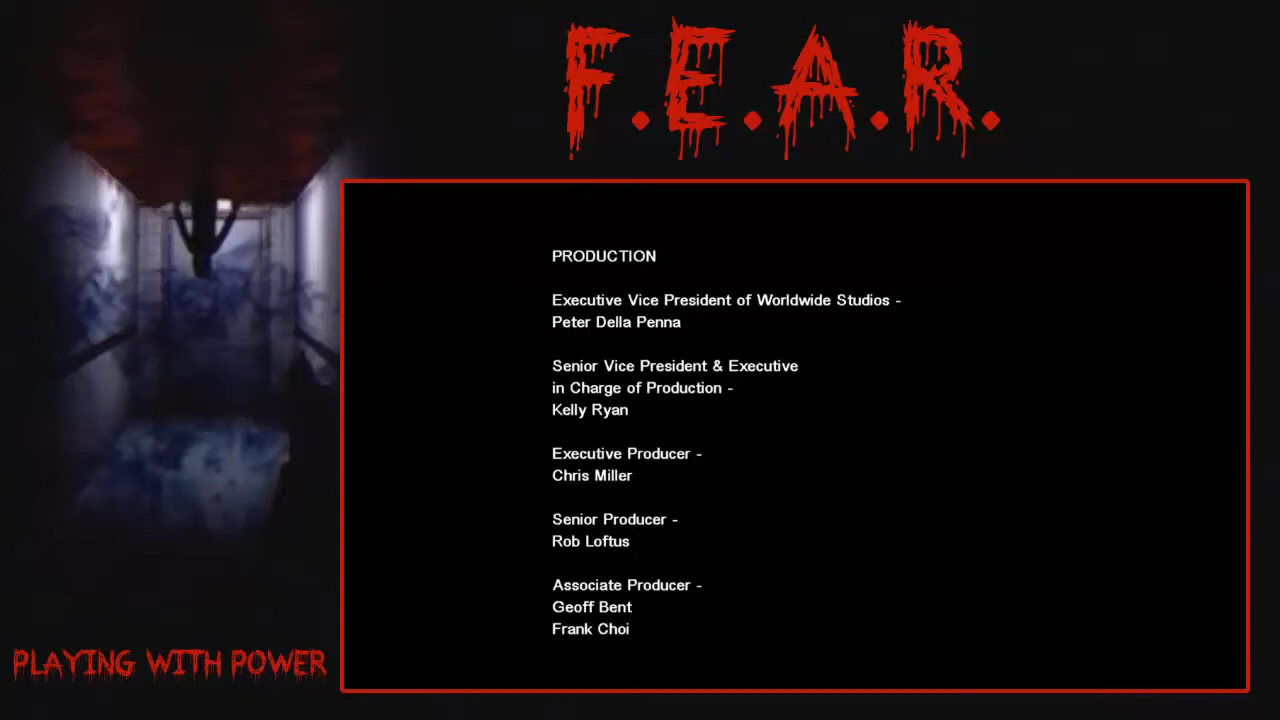 F.E.A.R.
PRODUCTION
Executive Vice President of Worldwide Studios -
Peter Della Penna
Senior Vice President & Executive
in Charge of Production -
Kelly Ryan
Executive Producer -
Chris Miller
Senior Producer -
Rob Loftus
Associate Producer -
Geoff Bent
Frank Choi
PLAYING WITH POWER